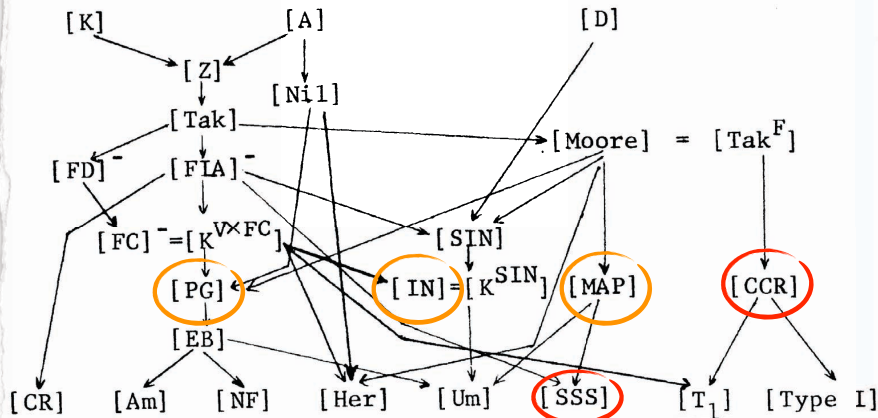 [K] [A] [D]
[Z]
[Nil]
[Tak]
[Moore] = [Tak^F]
[FD]^- [FIA]^-
[FC]^- = [K^{V×FC}] [SIN]
[PG] [IN] = [K^{SIN}] [MAP] [CCR]
[EB]
[CR] [Am] [NF] [Her] [Um] [SSS] [T_1] [Type I]